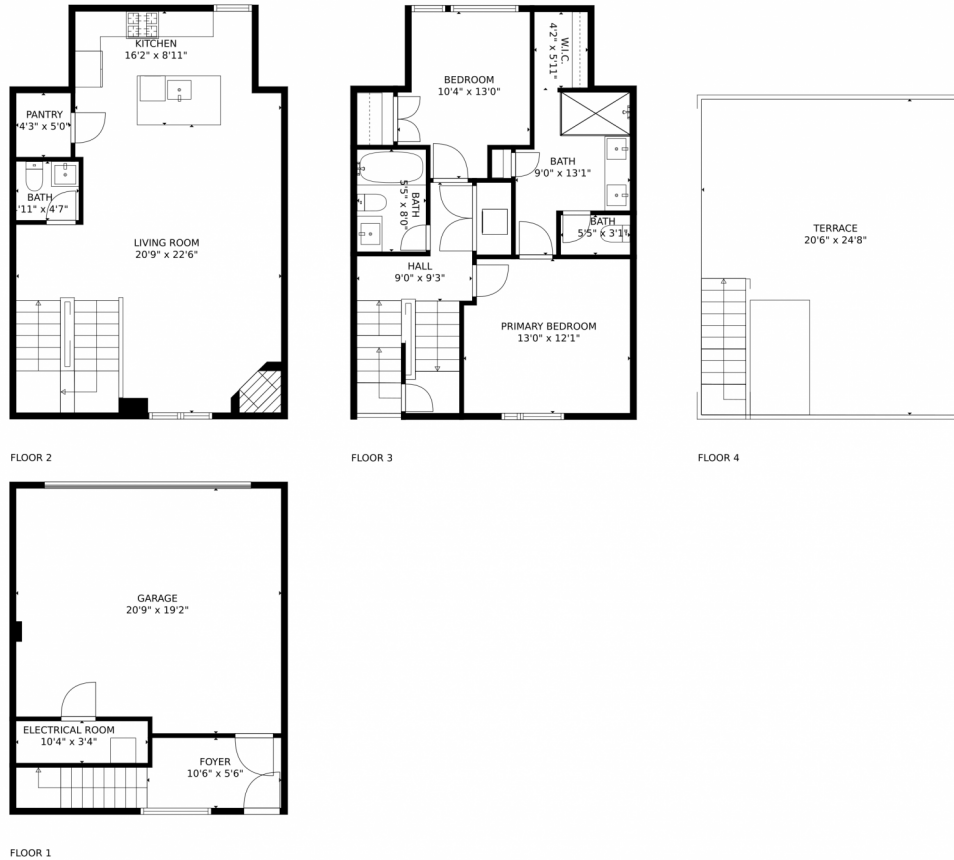 KITCHEN
16'2" x 8'11"
PANTRY
4'3" x 5'0"
BATH
'11" x 4'7"
LIVING ROOM
20'9" x 22'6"
FLOOR 2
BEDROOM
10'4" x 13'0"
W.I.C.
4'2" x 5'11"
BATH
9'0" x 13'1"
BATH
5'5" x 8'0"
BATH
5'5" x 3'1"
HALL
9'0" x 9'3"
PRIMARY BEDROOM
13'0" x 12'1"
FLOOR 3
TERRACE
20'6" x 24'8"
FLOOR 4
GARAGE
20'9" x 19'2"
ELECTRICAL ROOM
10'4" x 3'4"
FOYER
10'6" x 5'6"
FLOOR 1